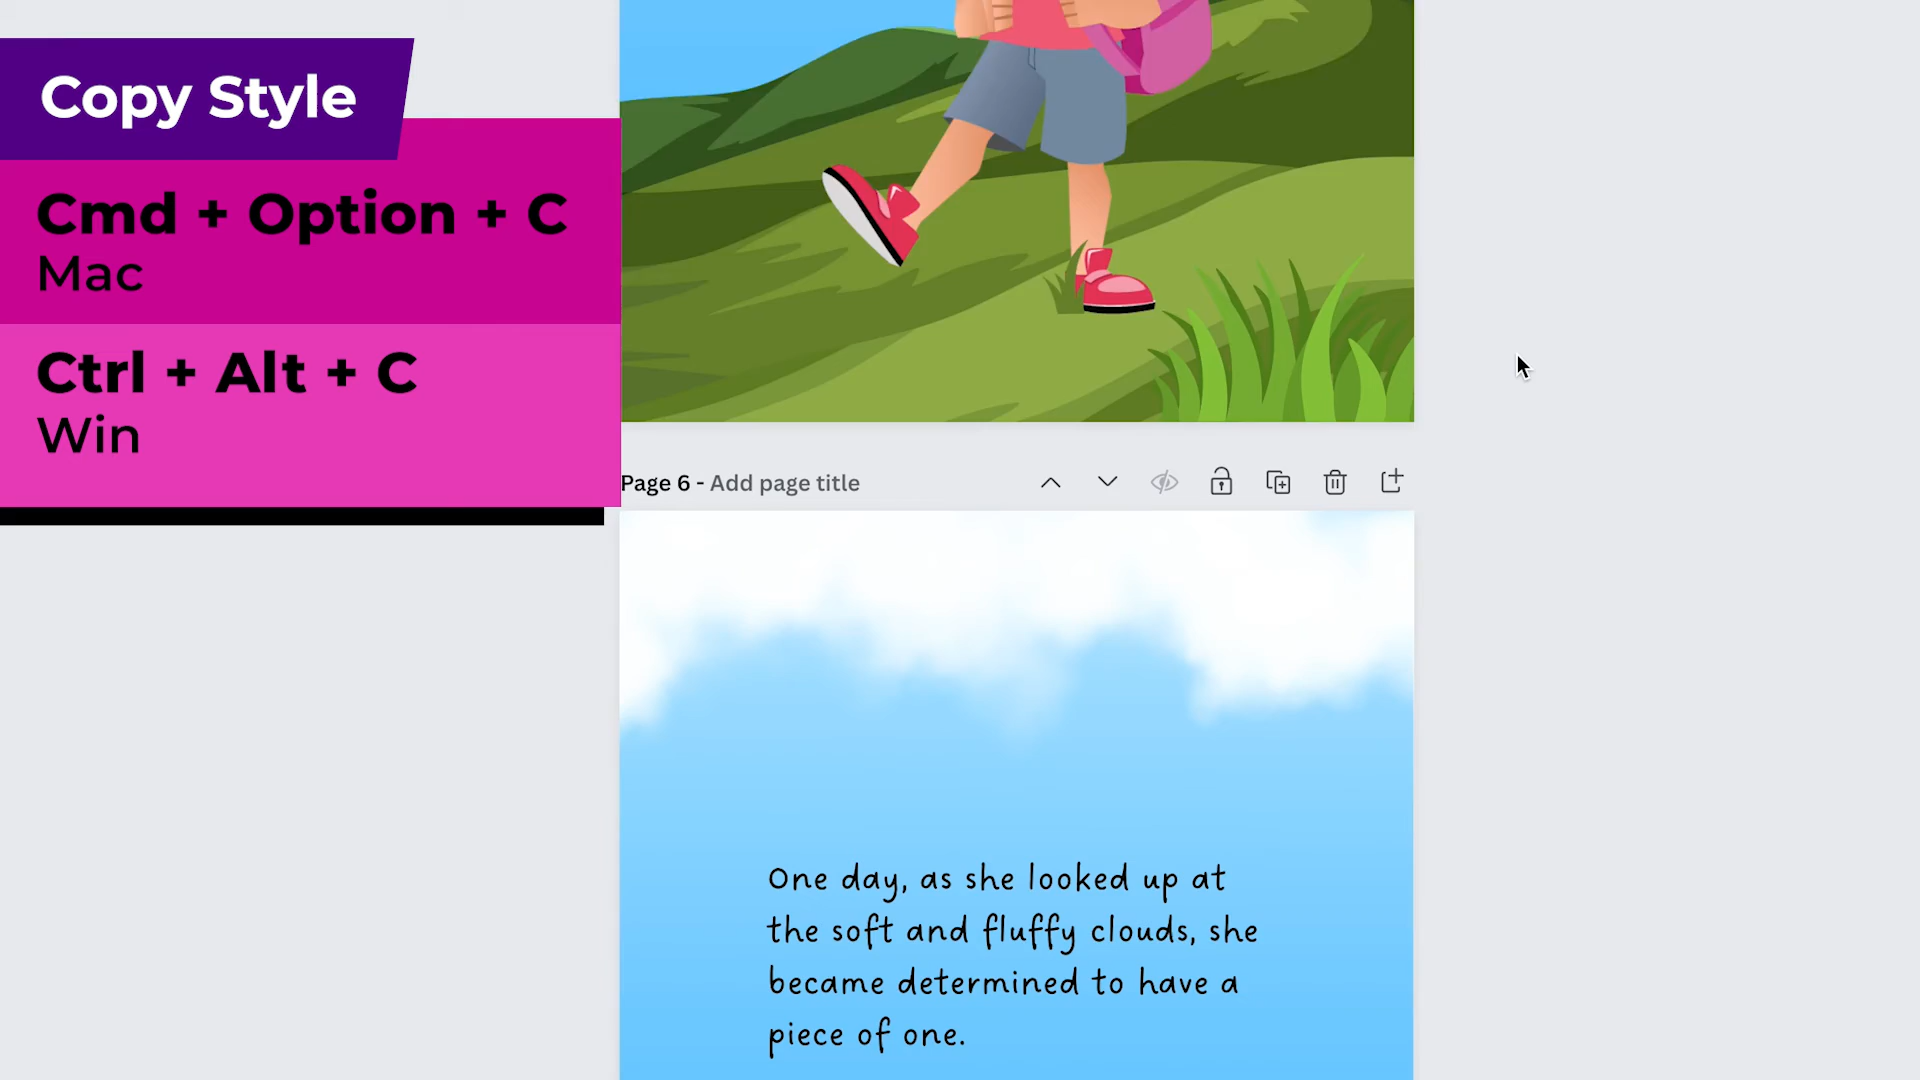 Copy Style
Cmd + Option + C
Mac
Ctrl + Alt + C
Win
Page 6 - Add page title
One day, as she looked up at
the soft and fluffy clouds, she
became determined to have a
piece of one.